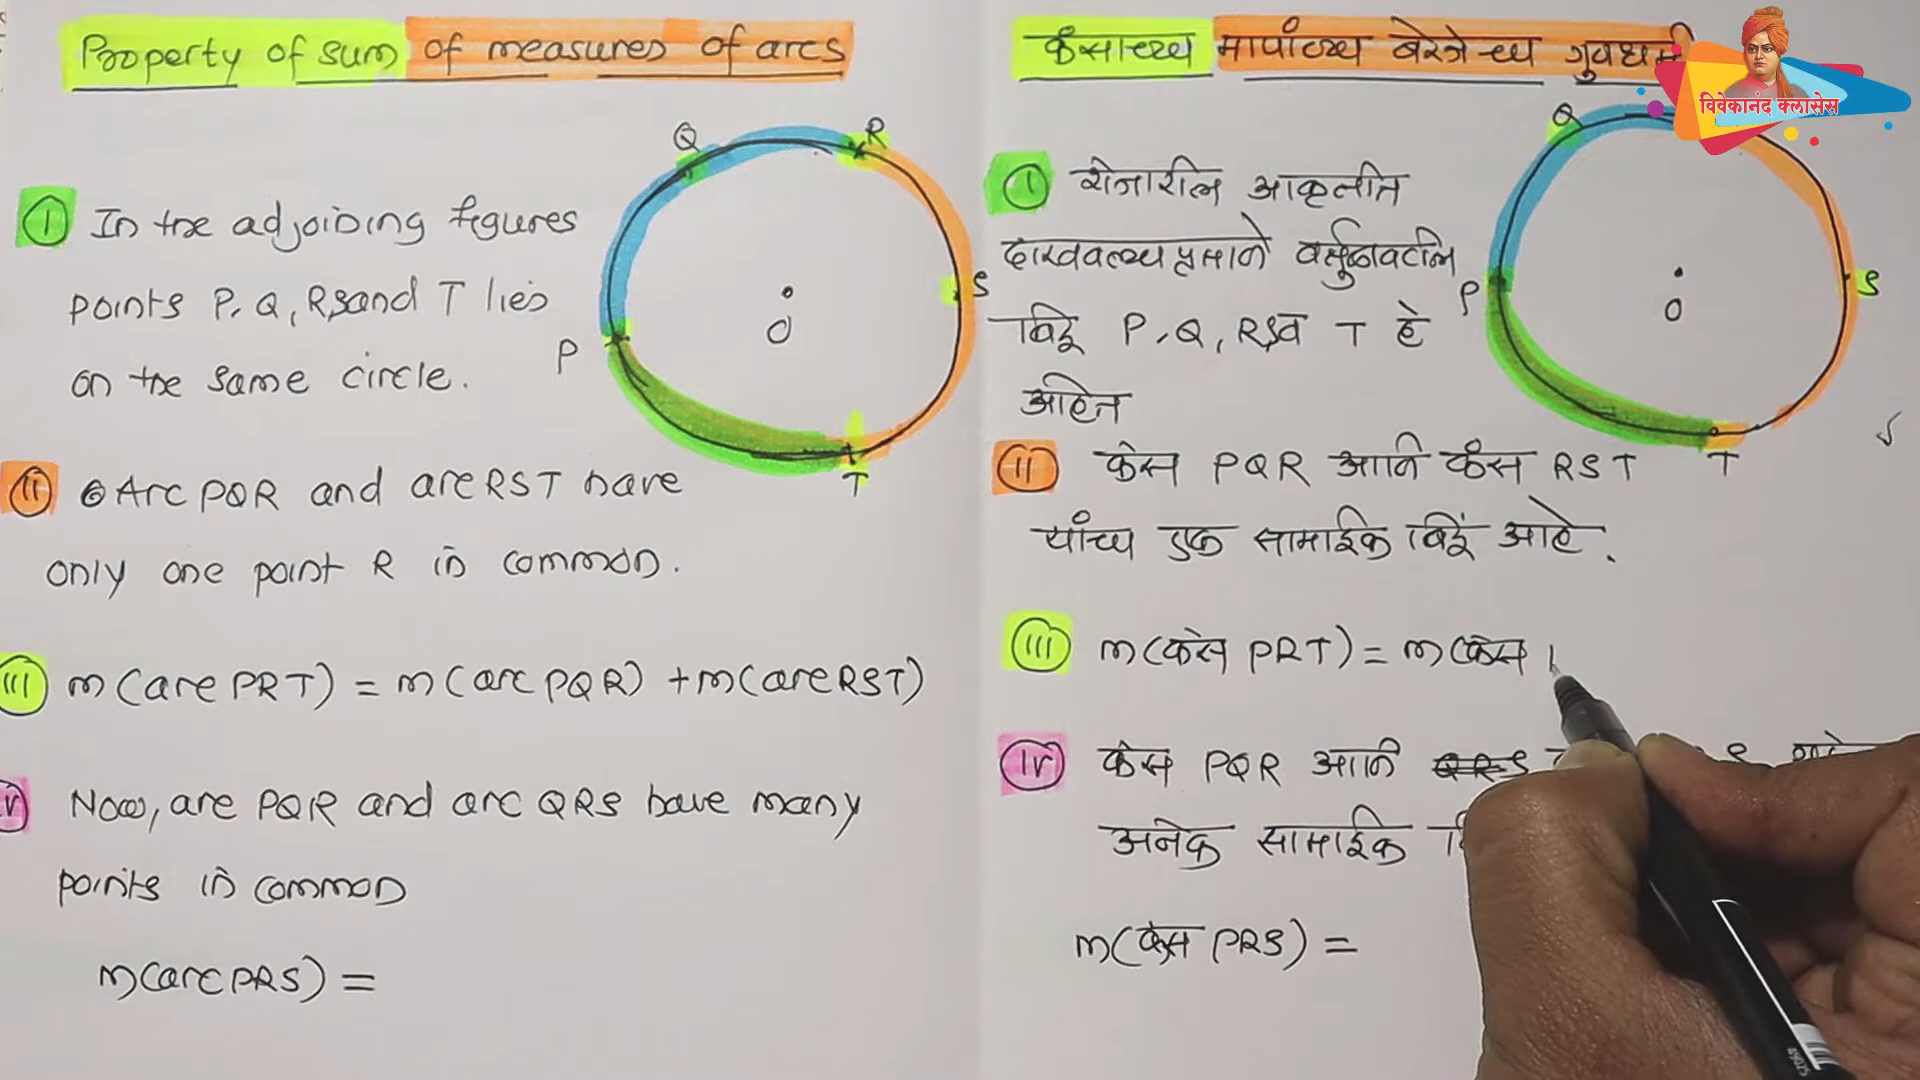 Property of sum of measures of arcs
Q
R
S
P
O
T
I In the adjoining figures
points P, Q, R, S and T lies
on the same circle.
II Arc PQR and arc RST have
only one point R in common.
III m(arc PRT) = m(arc PQR) + m(arc RST)
Now, arc PQR and arc QRS have many
points in common
m(arc PRS) =
कंसाच्या मापांच्या बेरजेच्या गुणधर्म
विवेकानंद क्लासेस
Q
S
P
O
T
I शेजारील आकृतीत
दाखवल्याप्रमाणे वर्तुळावटील
बिंदू P, Q, R, S व T हे
आहेत
II कंस PQR आणि कंस RST
यांच्या एक सामाईक बिंदू आहे.
III m(कंस PRT) = m(कंस
IV कंस PQR आणि QRS
अनेक सामाईक
m(कंस PRS) =